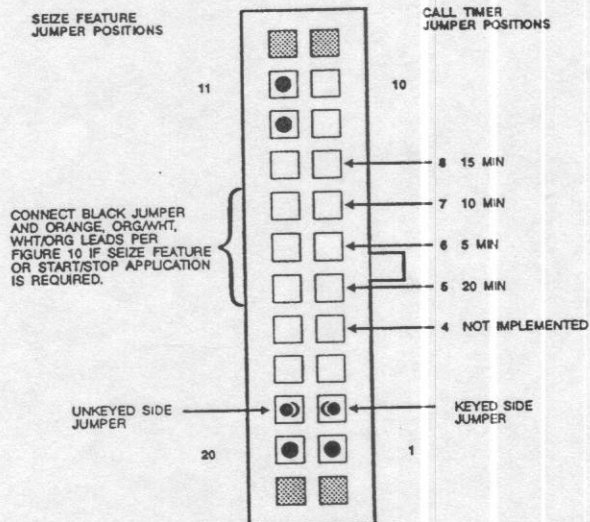 SEIZE FEATURE
JUMPER POSITIONS
CALL TIMER
JUMPER POSITIONS
11
10
8 15 MIN
7 10 MIN
6 5 MIN
5 20 MIN
4 NOT IMPLEMENTED
CONNECT BLACK JUMPER
AND ORANGE, ORG/WHT,
WHT/ORG LEADS PER
FIGURE 10 IF SEIZE FEATURE
OR START/STOP APPLICATION
IS REQUIRED.
UNKEYED SIDE
JUMPER
KEYED SIDE
JUMPER
20
1